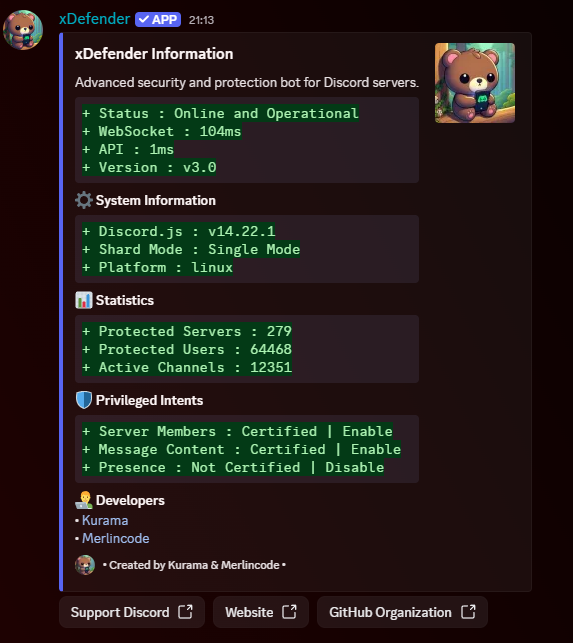 xDefender ✓ APP 21:13
xDefender Information
Advanced security and protection bot for Discord servers.
+ Status : Online and Operational
+ WebSocket : 104ms
+ API : 1ms
+ Version : v3.0
System Information
+ Discord.js : v14.22.1
+ Shard Mode : Single Mode
+ Platform : linux
Statistics
+ Protected Servers : 279
+ Protected Users : 64468
+ Active Channels : 12351
Privileged Intents
+ Server Members : Certified | Enable
+ Message Content : Certified | Enable
+ Presence : Not Certified | Disable
Developers
• Kurama
• Merlincode
• Created by Kurama & Merlincode •
Support Discord Website GitHub Organization